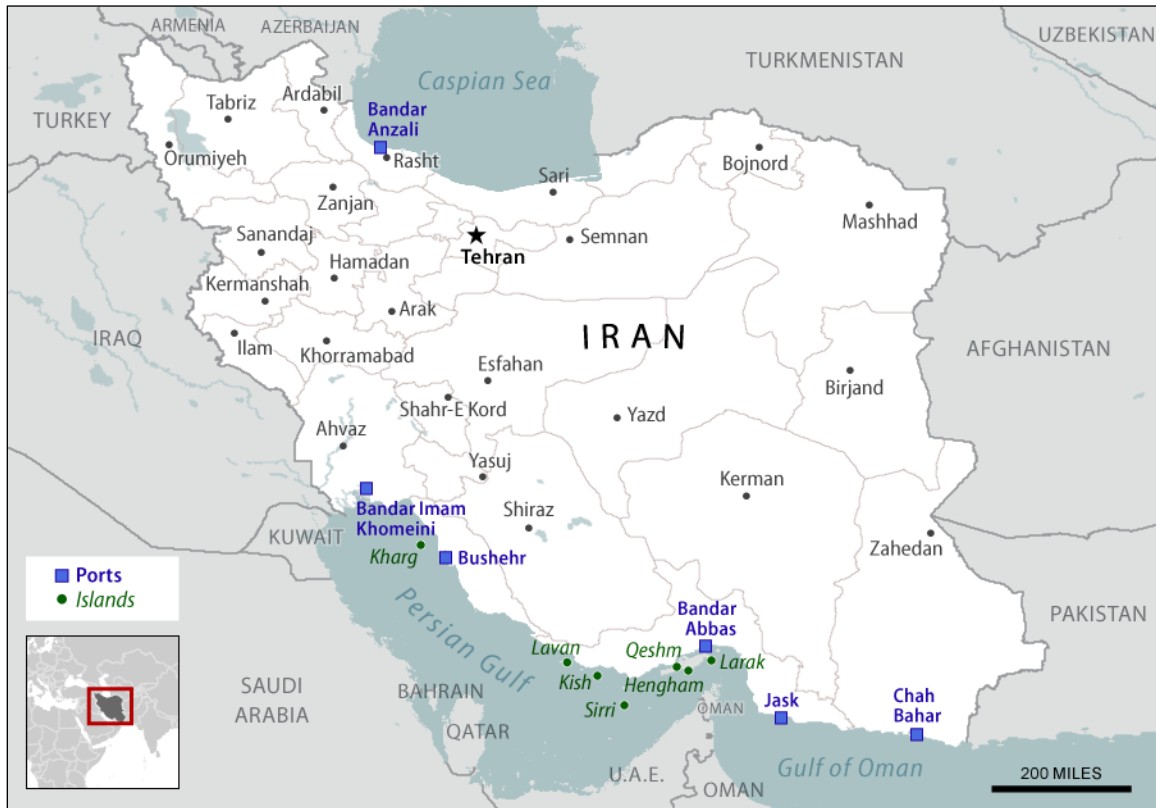 ARMENIA
AZERBAIJAN
UZBEKISTAN
TURKMENISTAN
Caspian Sea
TURKEY
Tabriz
Ardabil
Bandar
Anzali
Orumiyeh
Rasht
Bojnord
Sari
Zanjan
Mashhad
Sanandaj
Tehran
Semnan
Hamadan
Kermanshah
Arak
IRAN
IRAQ
Ilam
Khorramabad
AFGHANISTAN
Esfahan
Birjand
Shahr-E Kord
Yazd
Ahvaz
Yasuj
Kerman
Bandar Imam
Khomeini
Shiraz
KUWAIT
Kharg
Bushehr
Zahedan
Ports
Islands
Persian Gulf
Bandar
Abbas
PAKISTAN
Lavan
Qeshm
Larak
Kish
Hengham
SAUDI
ARABIA
BAHRAIN
Sirri
OMAN
Jask
Chah
Bahar
QATAR
U.A.E.
OMAN
Gulf of Oman
200 MILES